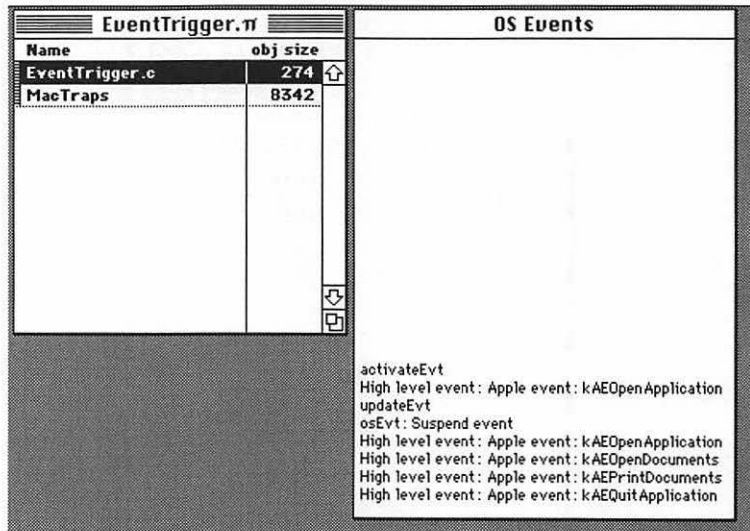 EventTrigger.π
Name obj size
EventTrigger.c 274
MacTraps 8342
OS Events
activateEvt
High level event: Apple event: kAEOpenApplication
updateEvt
osEvt: Suspend event
High level event: Apple event: kAEOpenApplication
High level event: Apple event: kAEOpenDocuments
High level event: Apple event: kAEPrintDocuments
High level event: Apple event: kAEQuitApplication